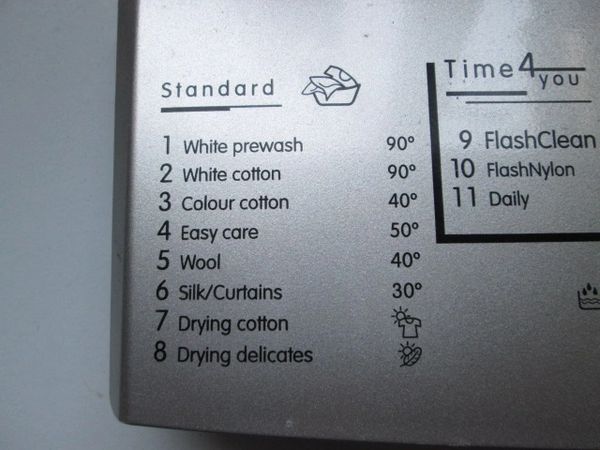 Standard
1 White prewash 90°
2 White cotton 90°
3 Colour cotton 40°
4 Easy care 50°
5 Wool 40°
6 Silk/Curtains 30°
7 Drying cotton
8 Drying delicates
Time4you
9 FlashClean
10 FlashNylon
11 Daily